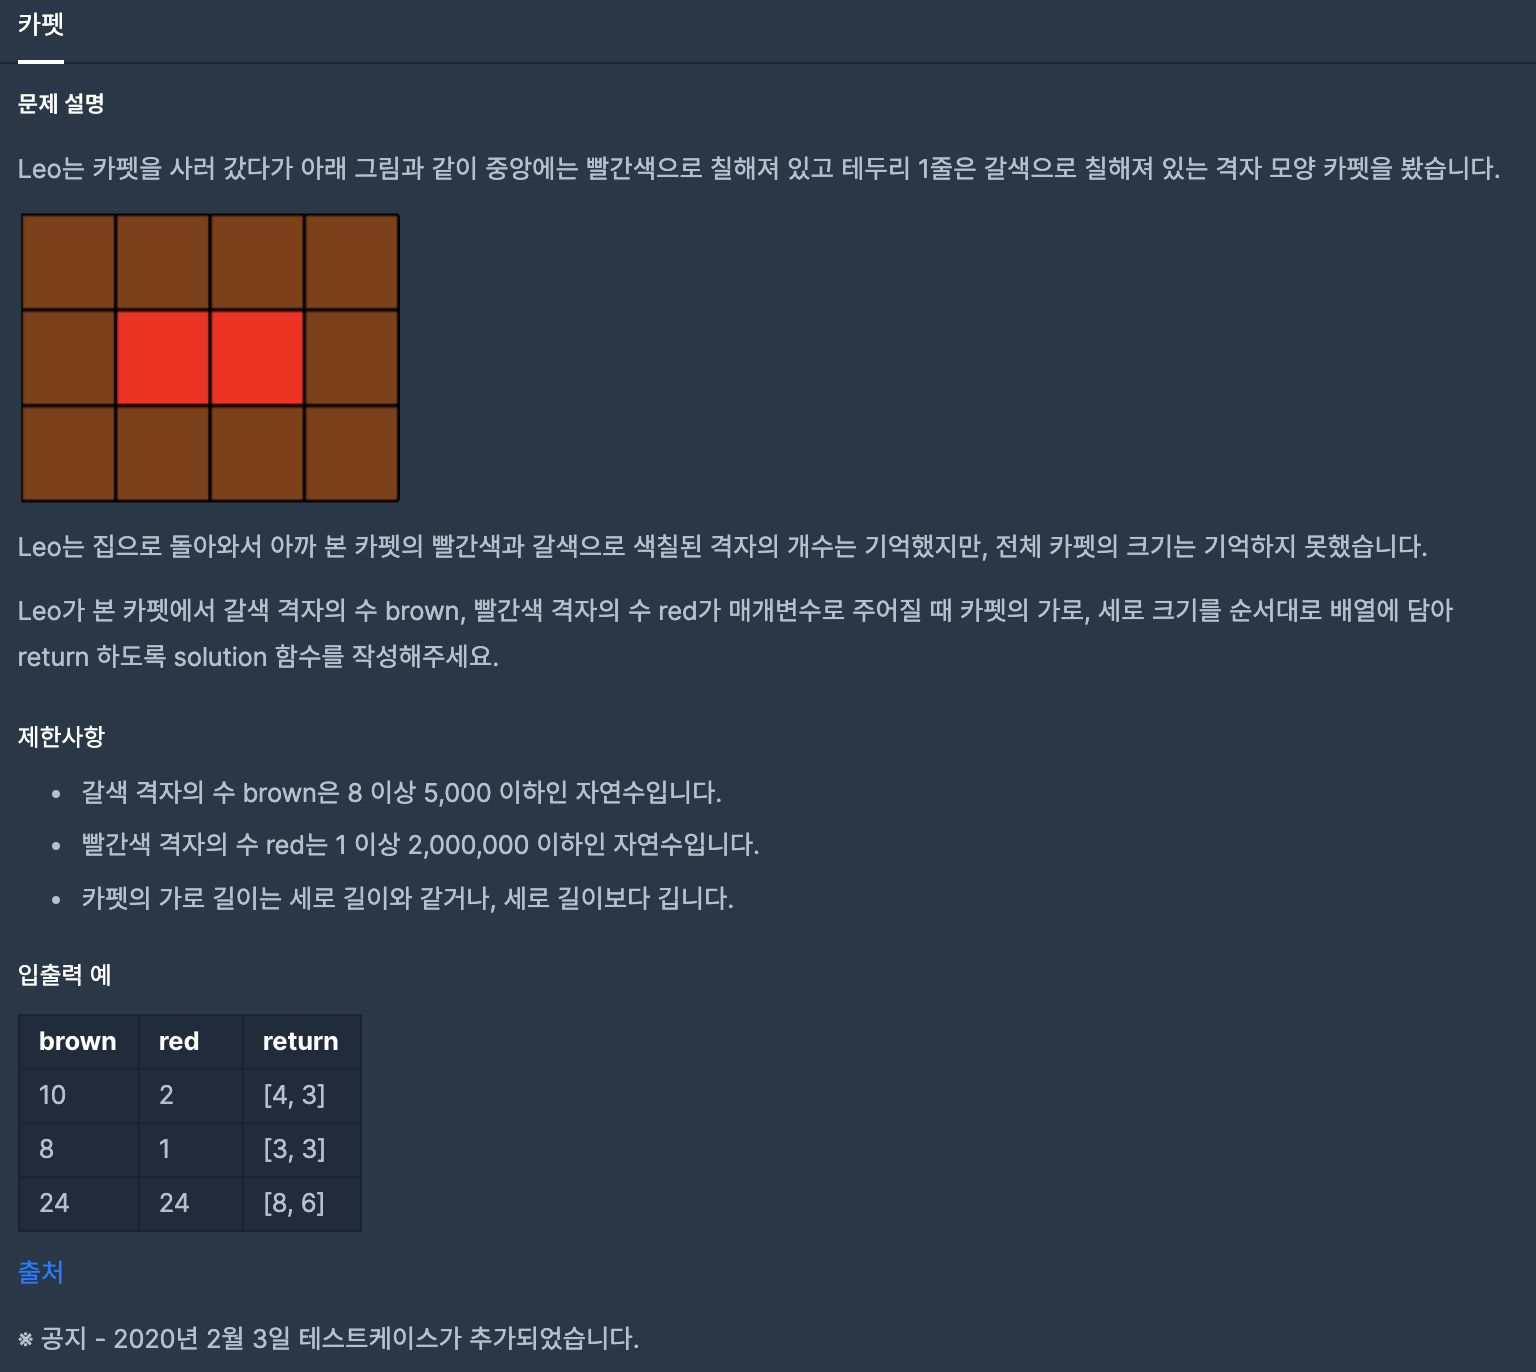 카펫
문제 설명
Leo는 카펫을 사러 갔다가 아래 그림과 같이 중앙에는 빨간색으로 칠해져 있고 테두리 1줄은 갈색으로 칠해져 있는 격자 모양 카펫을 봤습니다.
Leo는 집으로 돌아와서 아까 본 카펫의 빨간색과 갈색으로 색칠된 격자의 개수는 기억했지만, 전체 카펫의 크기는 기억하지 못했습니다.
Leo가 본 카펫에서 갈색 격자의 수 brown, 빨간색 격자의 수 red가 매개변수로 주어질 때 카펫의 가로, 세로 크기를 순서대로 배열에 담아
return 하도록 solution 함수를 작성해주세요.
제한사항
• 갈색 격자의 수 brown은 8 이상 5,000 이하인 자연수입니다.
• 빨간색 격자의 수 red는 1 이상 2,000,000 이하인 자연수입니다.
• 카펫의 가로 길이는 세로 길이와 같거나, 세로 길이보다 깁니다.
입출력 예
brown red return
10 2 [4, 3]
8 1 [3, 3]
24 24 [8, 6]
출처
※ 공지 - 2020년 2월 3일 테스트케이스가 추가되었습니다.